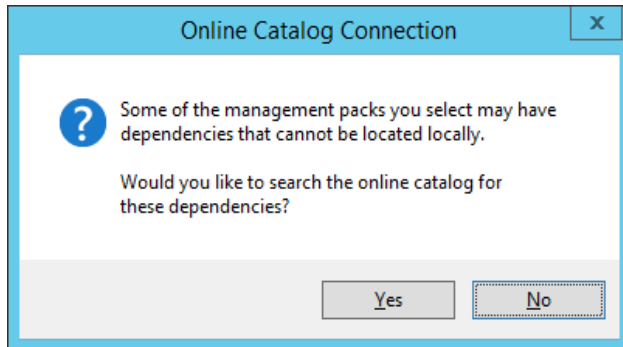 Online Catalog Connection
x
Some of the management packs you select may have
dependencies that cannot be located locally.
Would you like to search the online catalog for
these dependencies?
Yes
No